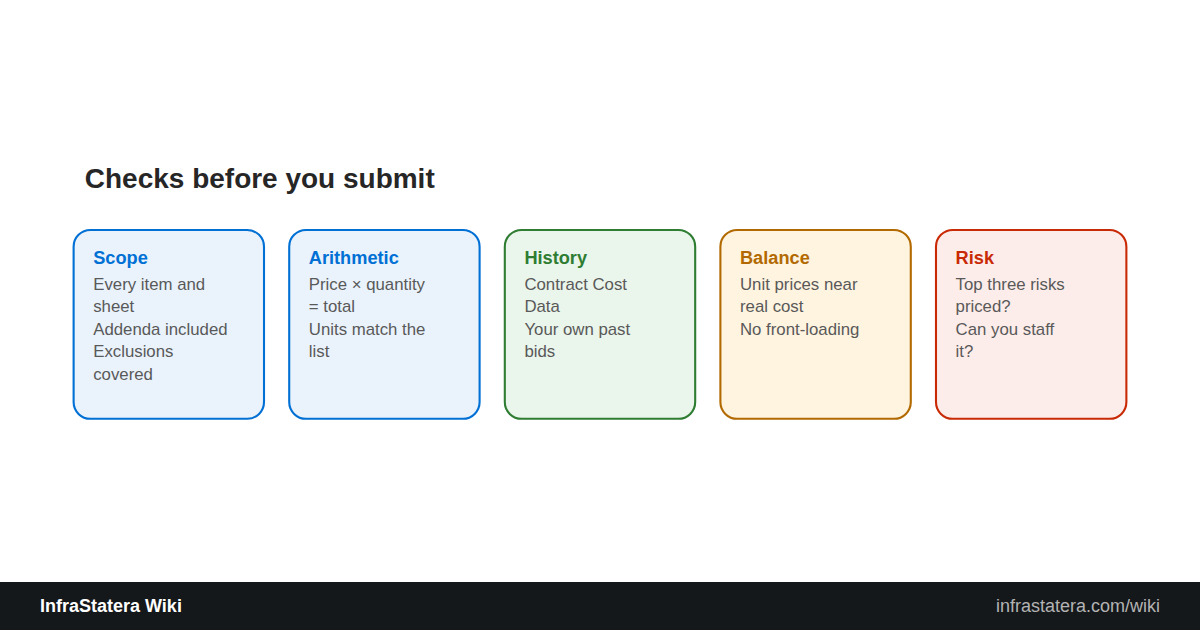 Checks before you submit
Scope
Every item and
sheet
Addenda included
Exclusions
covered
Arithmetic
Price × quantity
= total
Units match the
list
History
Contract Cost
Data
Your own past
bids
Balance
Unit prices near
real cost
No front-loading
Risk
Top three risks
priced?
Can you staff
it?
InfraStatera Wiki
infrastatera.com/wiki